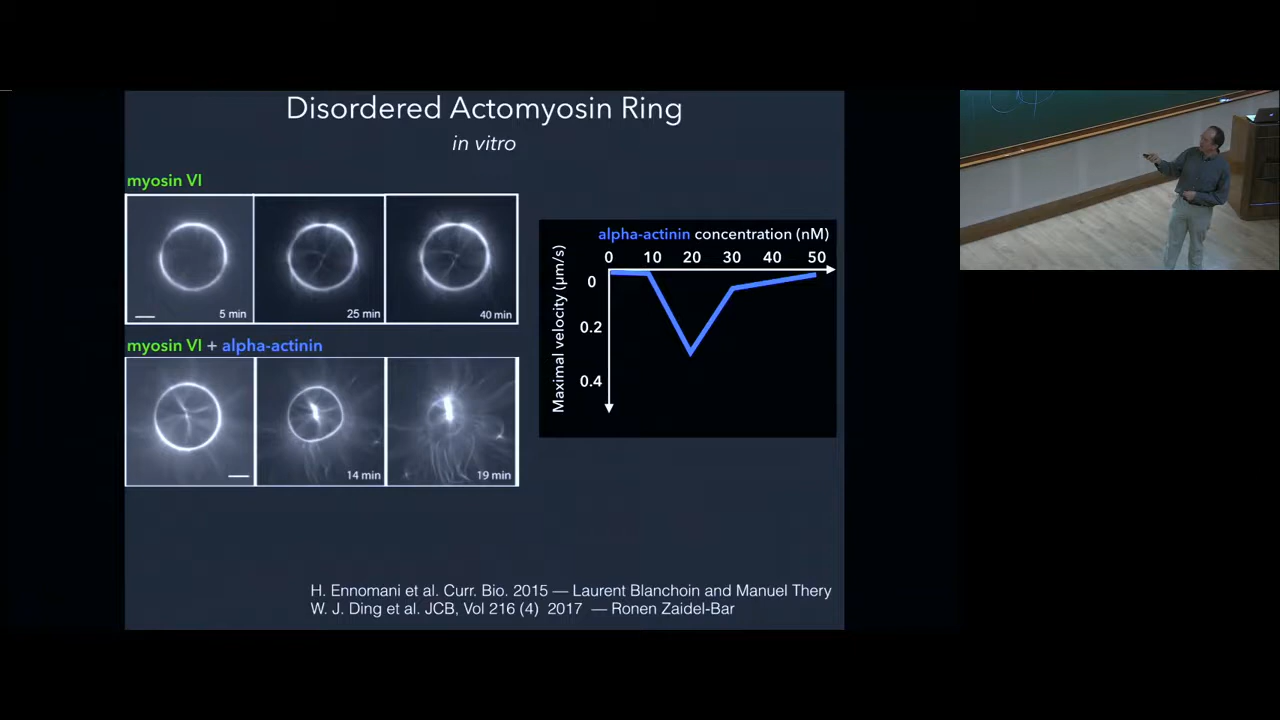 Disordered Actomyosin Ring
in vitro
myosin VI
5 min
25 min
40 min
myosin VI + alpha-actinin
14 min
19 min
alpha-actinin concentration (nM)
0 10 20 30 40 50
Maximal velocity (µm/s)
0
0.2
0.4
H. Ennomani et al. Curr. Bio. 2015 — Laurent Blanchoin and Manuel Thery
W. J. Ding et al. JCB, Vol 216 (4) 2017 — Ronen Zaidel-Bar